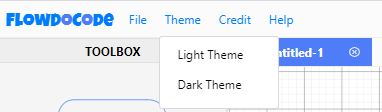 FLOWDOCODE File Theme Credit Help
TOOLBOX
ntitled-1
Light Theme
Dark Theme